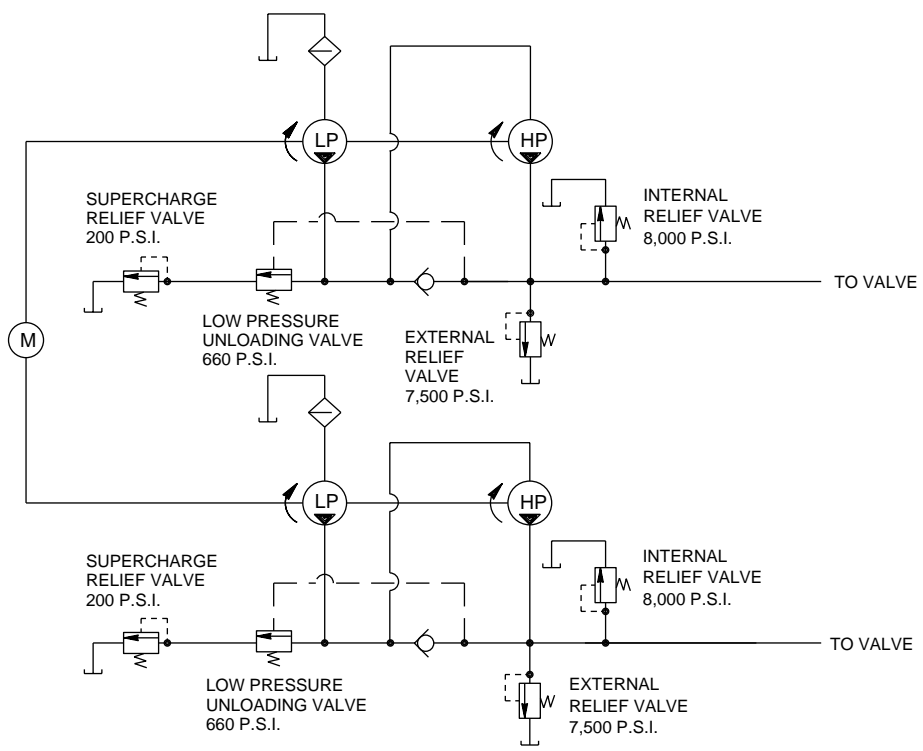 LP
HP
SUPERCHARGE
RELIEF VALVE
200 P.S.I.
INTERNAL
RELIEF VALVE
8,000 P.S.I.
TO VALVE
LOW PRESSURE
UNLOADING VALVE
660 P.S.I.
EXTERNAL
RELIEF
VALVE
7,500 P.S.I.
M
LP
HP
SUPERCHARGE
RELIEF VALVE
200 P.S.I.
INTERNAL
RELIEF VALVE
8,000 P.S.I.
TO VALVE
LOW PRESSURE
UNLOADING VALVE
660 P.S.I.
EXTERNAL
RELIEF VALVE
7,500 P.S.I.